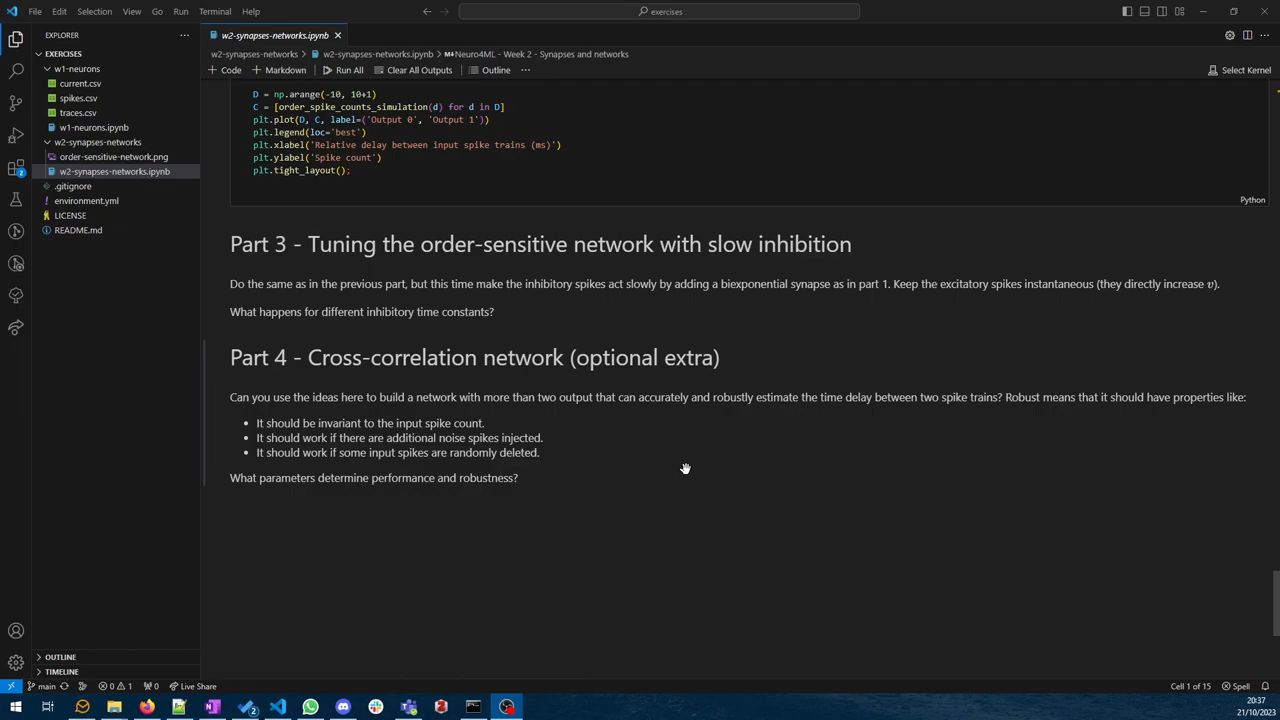 File Edit Selection View Go Run Terminal Help
exercises
EXPLORER
w2-synapses-networks.ipynb
EXERCISES
w2-synapses-networks > w2-synapses-networks.ipynb > Neuro4ML - Week 2 - Synapses and networks
w1-neurons
+ Code + Markdown Run All Clear All Outputs Outline ... Select Kernel
current.csv
spikes.csv
traces.csv
w1-neurons.ipynb
w2-synapses-networks
order-sensitive-network.png
w2-synapses-networks.ipynb
.gitignore
environment.yml
LICENSE
README.md
D = np.arange(-10, 10+1)
C = [order_spike_counts_simulation(d) for d in D]
plt.plot(D, C, label=('Output 0', 'Output 1'))
plt.legend(loc='best')
plt.xlabel('Relative delay between input spike trains (ms)')
plt.ylabel('Spike count')
plt.tight_layout();
Python
Part 3 - Tuning the order-sensitive network with slow inhibition
Do the same as in the previous part, but this time make the inhibitory spikes act slowly by adding a biexponential synapse as in part 1. Keep the excitatory spikes instantaneous (they directly increase v).
What happens for different inhibitory time constants?
Part 4 - Cross-correlation network (optional extra)
Can you use the ideas here to build a network with more than two output that can accurately and robustly estimate the time delay between two spike trains? Robust means that it should have properties like:
• It should be invariant to the input spike count.
• It should work if there are additional noise spikes injected.
• It should work if some input spikes are randomly deleted.
What parameters determine performance and robustness?
OUTLINE
TIMELINE
main 0 1 0 Live Share
Cell 1 of 15 Spell
2
2
20:37
21/10/2023